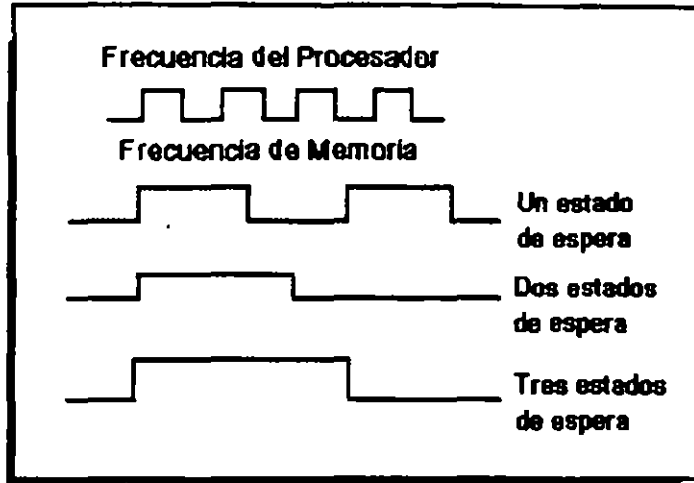 Frecuencia del Procesador
Frecuencia de Memoria
Un estado
de espera
Dos estados
de espera
Tres estados
de espera